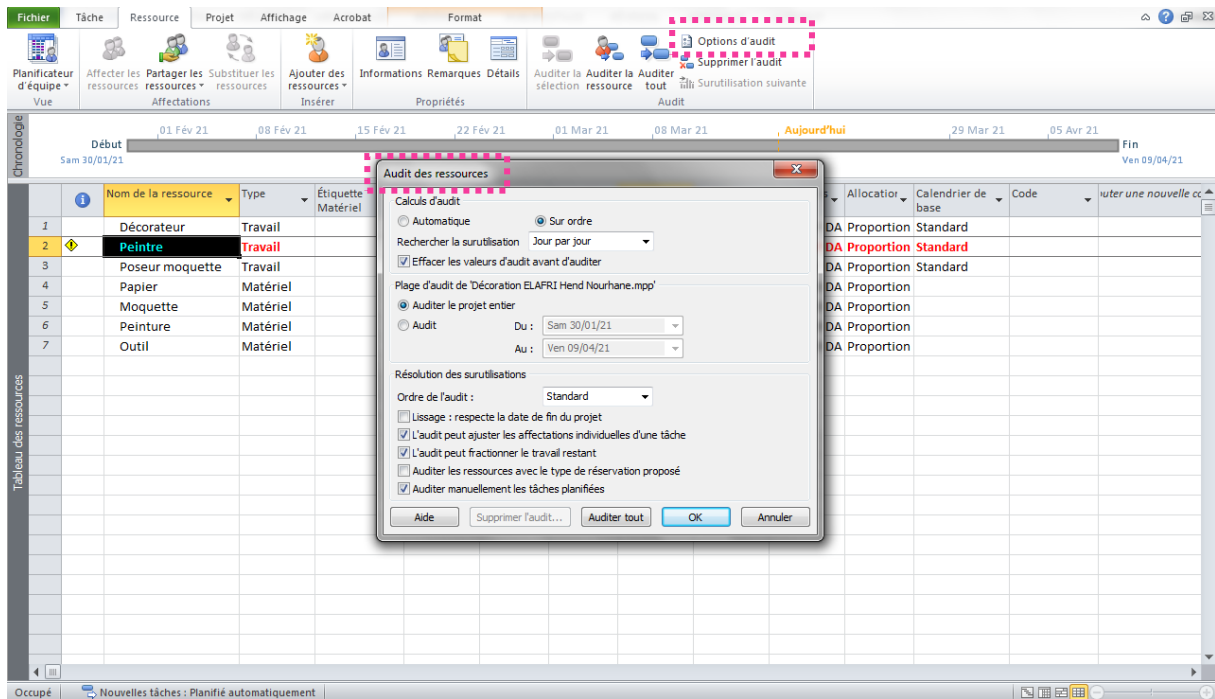 Fichier Tâche Ressource Projet Affichage Acrobat Format
Options d'audit
Supprimer l'audit
Surutilisation suivante
Planificateur d'équipe
Affecter les ressources
Partager les ressources
Substituer les ressources
Ajouter des ressources
Informations Remarques Détails
Auditer la sélection
Auditer la ressource
Auditer tout
Vue Affectations Insérer Propriétés Audit
Chronologie
01 Fév 21 08 Fév 21 15 Fév 21 22 Fév 21 01 Mar 21 08 Mar 21 Aujourd'hui 29 Mar 21 05 Avr 21
Début
Sam 30/01/21
Fin
Ven 09/04/21
Tableau des ressources
Nom de la ressource Type Étiquette Matériel Allocation Calendrier de base Code
1 Décorateur Travail DA Proportion Standard
2 Peintre Travail DA Proportion Standard
3 Poseur moquette Travail DA Proportion Standard
4 Papier Matériel DA Proportion
5 Moquette Matériel DA Proportion
6 Peinture Matériel DA Proportion
7 Outil Matériel DA Proportion
Audit des ressources
Calculs d'audit
Automatique Sur ordre
Rechercher la surutilisation Jour par jour
Effacer les valeurs d'audit avant d'auditer
Plage d'audit de 'Décoration ELAFRI Hend Nourhane.mpp'
Auditer le projet entier
Audit Du : Sam 30/01/21
Au : Ven 09/04/21
Résolution des surutilisations
Ordre de l'audit : Standard
Lissage : respecte la date de fin du projet
L'audit peut ajuster les affectations individuelles d'une tâche
L'audit peut fractionner le travail restant
Auditer les ressources avec le type de réservation proposé
Auditer manuellement les tâches planifiées
Aide Supprimer l'audit... Auditer tout OK Annuler
Occupé Nouvelles tâches : Planifié automatiquement